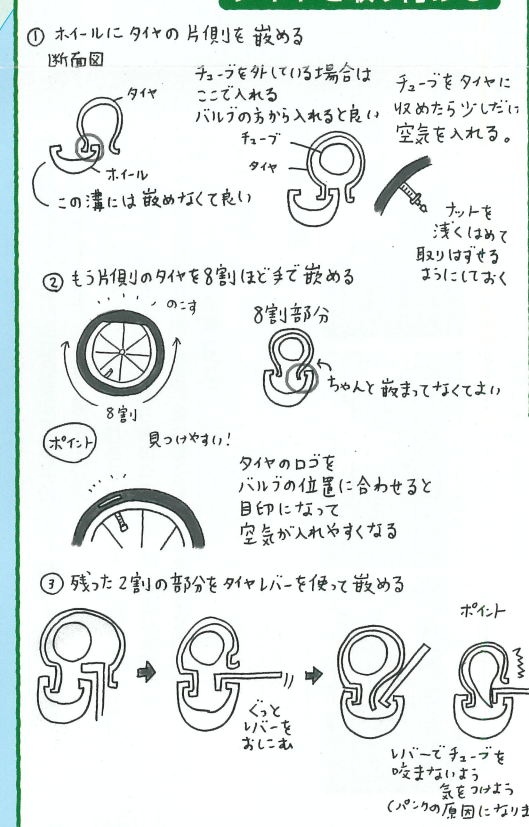 ① ホイールにタイヤの片側を嵌める
断面図
タイヤ
ホイール
この溝には嵌めなくて良い
チューブを外している場合は
ここで入れる
バルブの方から入れると良い
チューブ
タイヤ
チューブをタイヤに
収めたら少しだけ
空気を入れる。
ナットを
浅くはめて
取りはずせる
ようにしておく
② もう片側のタイヤを8割ほど手で嵌める
のこす
8割
8割部分
ちゃんと嵌まってなくてよい
ポイント
見つけやすい!
タイヤのロゴを
バルブの位置に合わせると
目印になって
空気が入れやすくなる
③ 残った2割の部分をタイヤレバーを使って嵌める
ぐっと
レバーを
おしこむ
ポイント
レバーでチューブを
咬まないよう
気をつけよう
(パンクの原因になりま